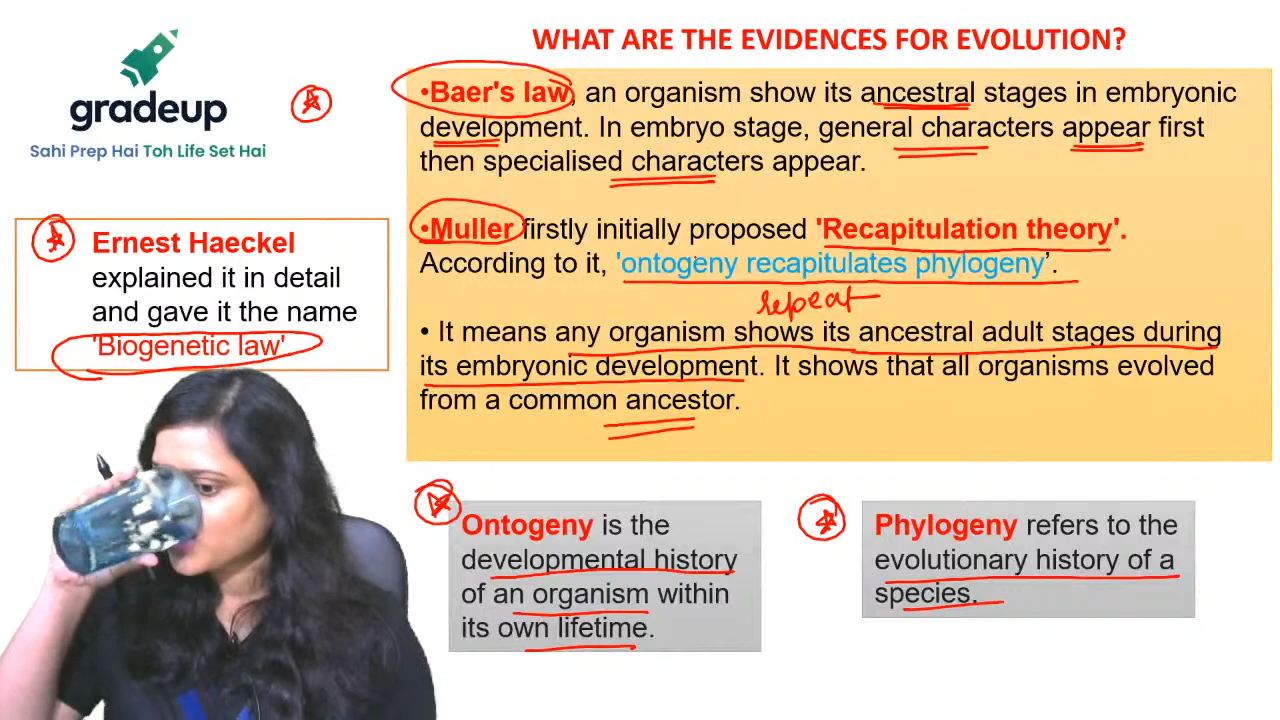 WHAT ARE THE EVIDENCES FOR EVOLUTION?
gradeup
Sahi Prep Hai Toh Life Set Hai
•Baer's law, an organism show its ancestral stages in embryonic
development. In embryo stage, general characters appear first
then specialised characters appear.
•Muller firstly initially proposed 'Recapitulation theory'.
According to it, 'ontogeny recapitulates phylogeny’.
repeat
• It means any organism shows its ancestral adult stages during
its embryonic development. It shows that all organisms evolved
from a common ancestor.
Ernest Haeckel
explained it in detail
and gave it the name
'Biogenetic law'
Ontogeny is the
developmental history
of an organism within
its own lifetime.
Phylogeny refers to the
evolutionary history of a
species.